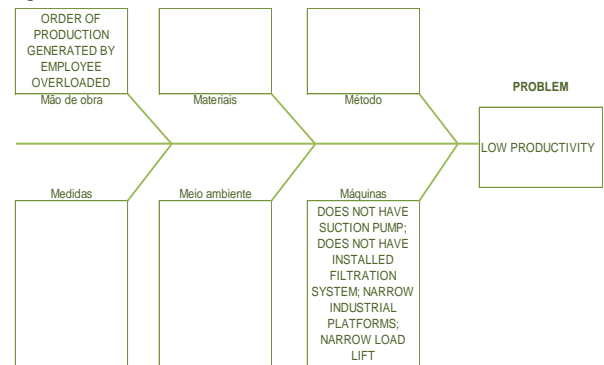 ORDER OF
PRODUCTION
GENERATED BY
EMPLOYEE
OVERLOADED
Mão de obra
Materiais
Método
PROBLEM
LOW PRODUCTIVITY
Medidas
Meio ambiente
Máquinas
DOES NOT HAVE
SUCTION PUMP;
DOES NOT HAVE
INSTALLED
FILTRATION
SYSTEM; NARROW
INDUSTRIAL
PLATFORMS;
NARROW LOAD
LIFT